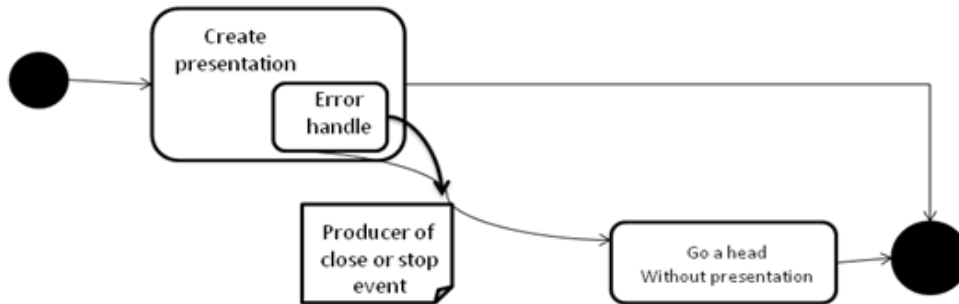 Create
presentation
Error
handle
Producer of
close or stop
event
Go a head
Without presentation